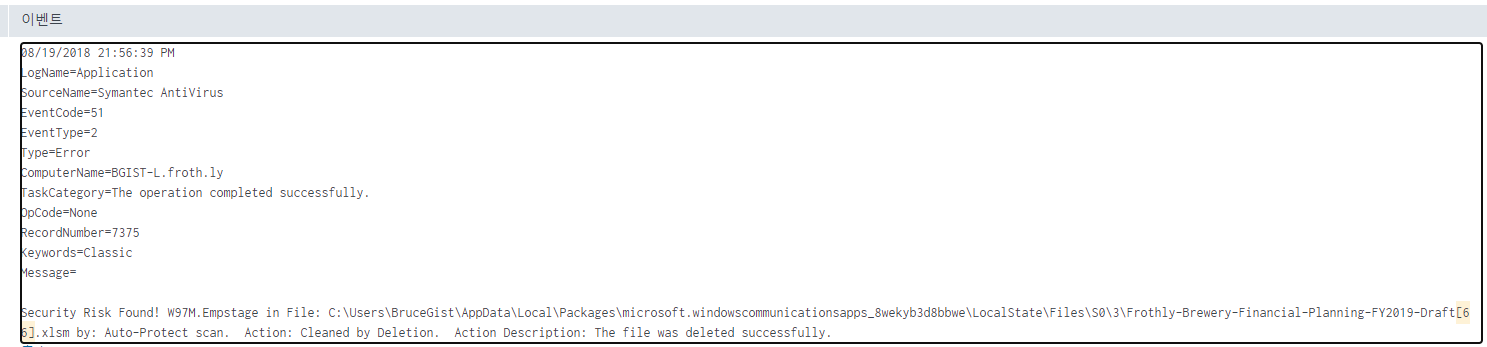 이벤트
08/19/2018 21:56:39 PM
LogName=Application
SourceName=Symantec AntiVirus
EventCode=51
EventType=2
Type=Error
ComputerName=BGIST-L.froth.ly
TaskCategory=The operation completed successfully.
OpCode=None
RecordNumber=7375
Keywords=Classic
Message=
Security Risk Found! W97M.Empstage in File: C:\Users\BruceGist\AppData\Local\Packages\microsoft.windowscommunicationsapps_8wekyb3d8bbwe\LocalState\Files\S0\3\Frothly-Brewery-Financial-Planning-FY2019-Draft[6
6].xlsm by: Auto-Protect scan.  Action: Cleaned by Deletion.  Action Description: The file was deleted successfully.